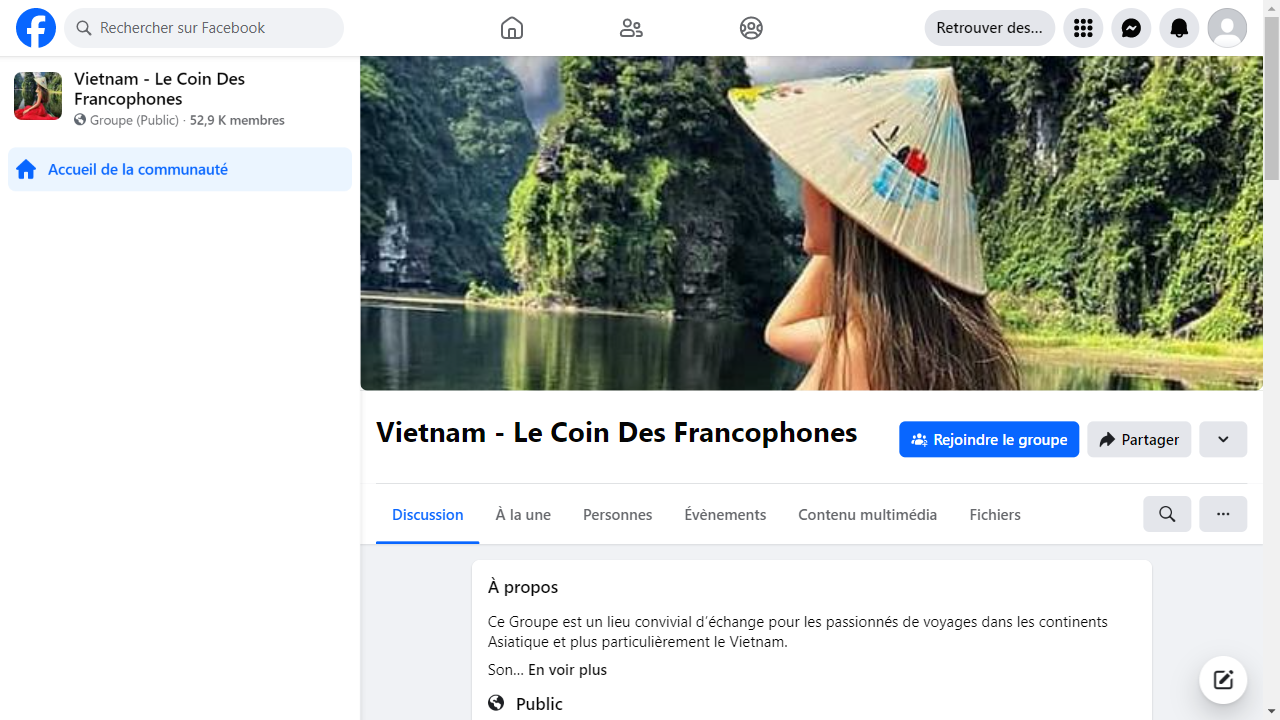 Rechercher sur Facebook
Retrouver des...
Vietnam - Le Coin Des
Francophones
Groupe (Public) · 52,9 K membres
Accueil de la communauté
Vietnam - Le Coin Des Francophones
Rejoindre le groupe
Partager
Discussion
À la une
Personnes
Évènements
Contenu multimédia
Fichiers
À propos
Ce Groupe est un lieu convivial d'échange pour les passionnés de voyages dans les continents
Asiatique et plus particulièrement le Vietnam.
Son... En voir plus
Public